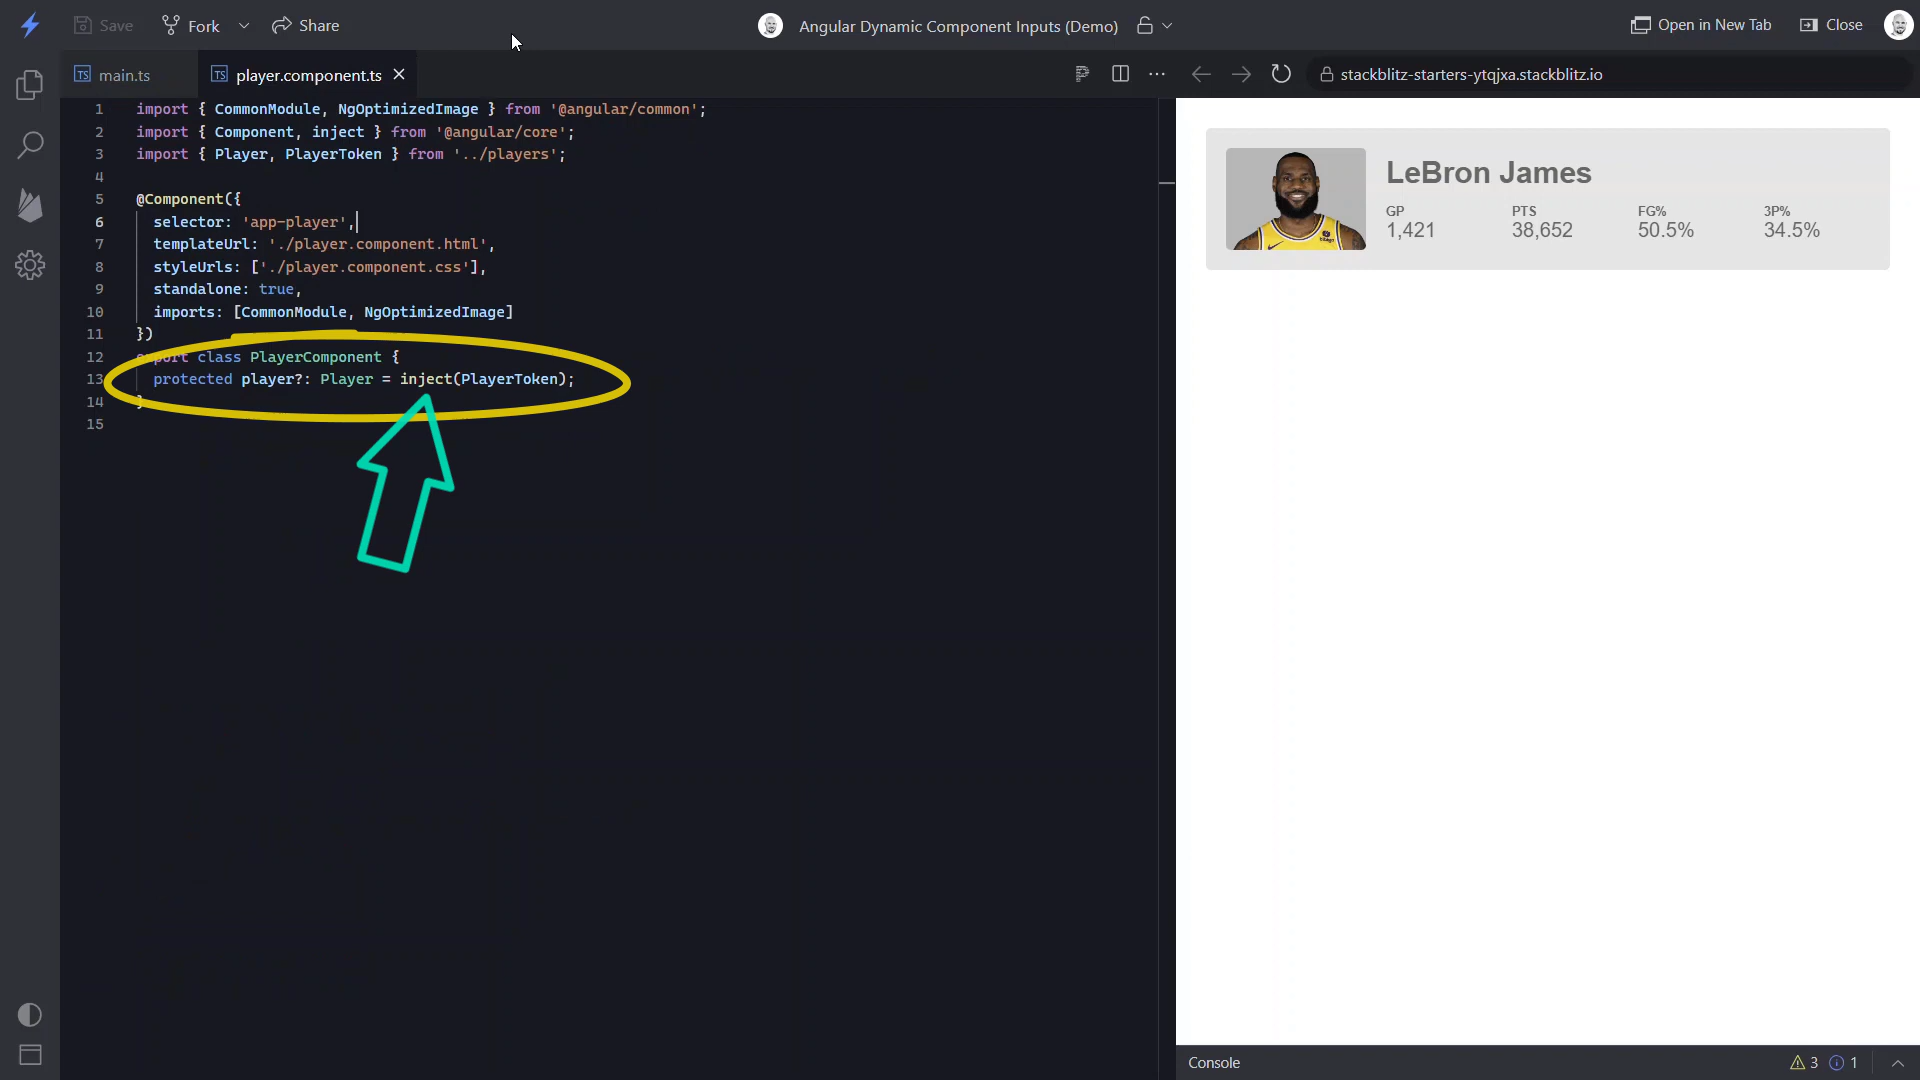 Save
Fork
Share
Angular Dynamic Component Inputs (Demo)
Open in New Tab
Close
TS main.ts
TS player.component.ts
stackblitz-starters-ytqjxa.stackblitz.io
1 import { CommonModule, NgOptimizedImage } from '@angular/common';
2 import { Component, inject } from '@angular/core';
3 import { Player, PlayerToken } from '../players';
4
5 @Component({
6 selector: 'app-player',
7 templateUrl: './player.component.html',
8 styleUrls: ['./player.component.css'],
9 standalone: true,
10 imports: [CommonModule, NgOptimizedImage]
11 })
12 export class PlayerComponent {
13 protected player?: Player = inject(PlayerToken);
14 }
15
LeBron James
GP PTS FG% 3P%
1,421 38,652 50.5% 34.5%
Console
3 1